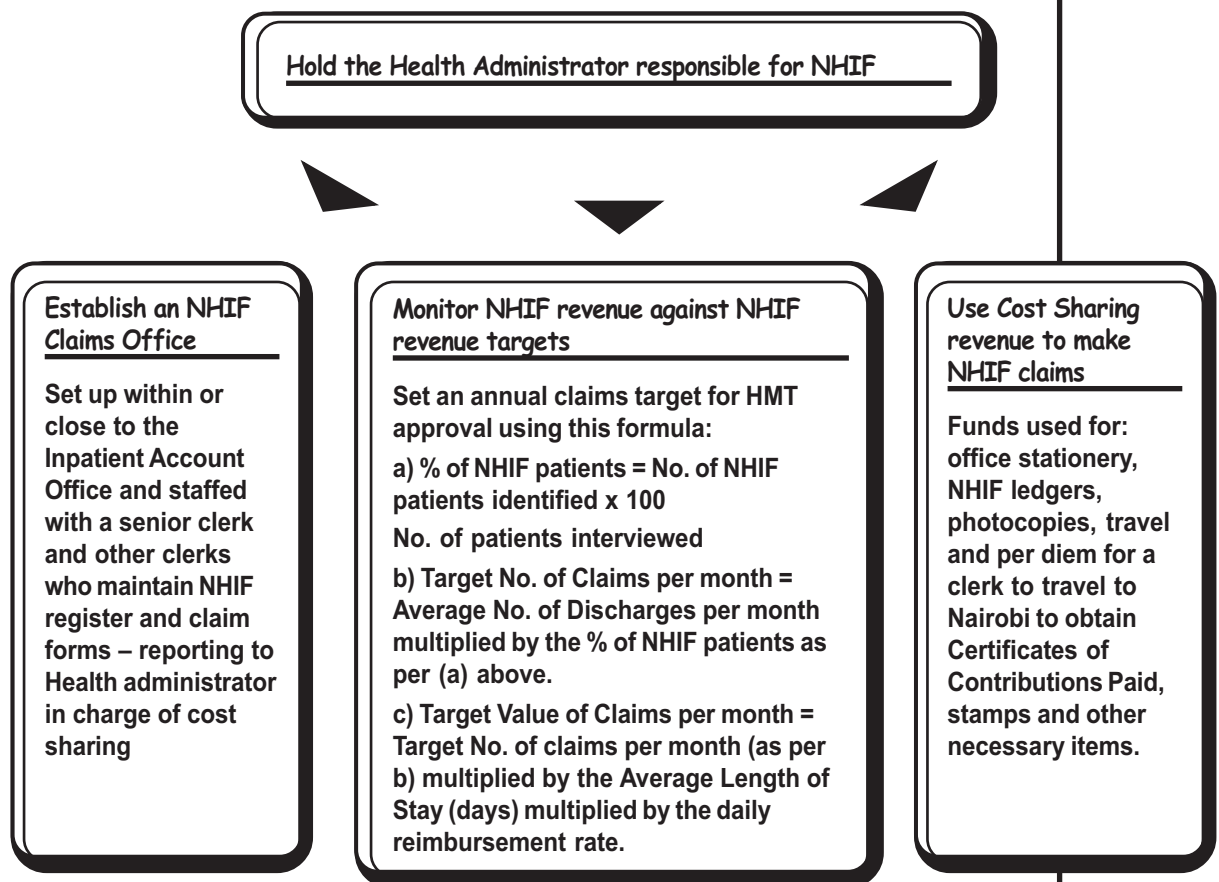 Hold the Health Administrator responsible for NHIF
Establish an NHIF
Claims Office
Set up within or
close to the
Inpatient Account
Office and staffed
with a senior clerk
and other clerks
who maintain NHIF
register and claim
forms – reporting to
Health administrator
in charge of cost
sharing
Monitor NHIF revenue against NHIF
revenue targets
Set an annual claims target for HMT
approval using this formula:
a) % of NHIF patients = No. of NHIF
patients identified x 100
No. of patients interviewed
b) Target No. of Claims per month =
Average No. of Discharges per month
multiplied by the % of NHIF patients as
per (a) above.
c) Target Value of Claims per month =
Target No. of claims per month (as per
b) multiplied by the Average Length of
Stay (days) multiplied by the daily
reimbursement rate.
Use Cost Sharing
revenue to make
NHIF claims
Funds used for:
office stationery,
NHIF ledgers,
photocopies, travel
and per diem for a
clerk to travel to
Nairobi to obtain
Certificates of
Contributions Paid,
stamps and other
necessary items.